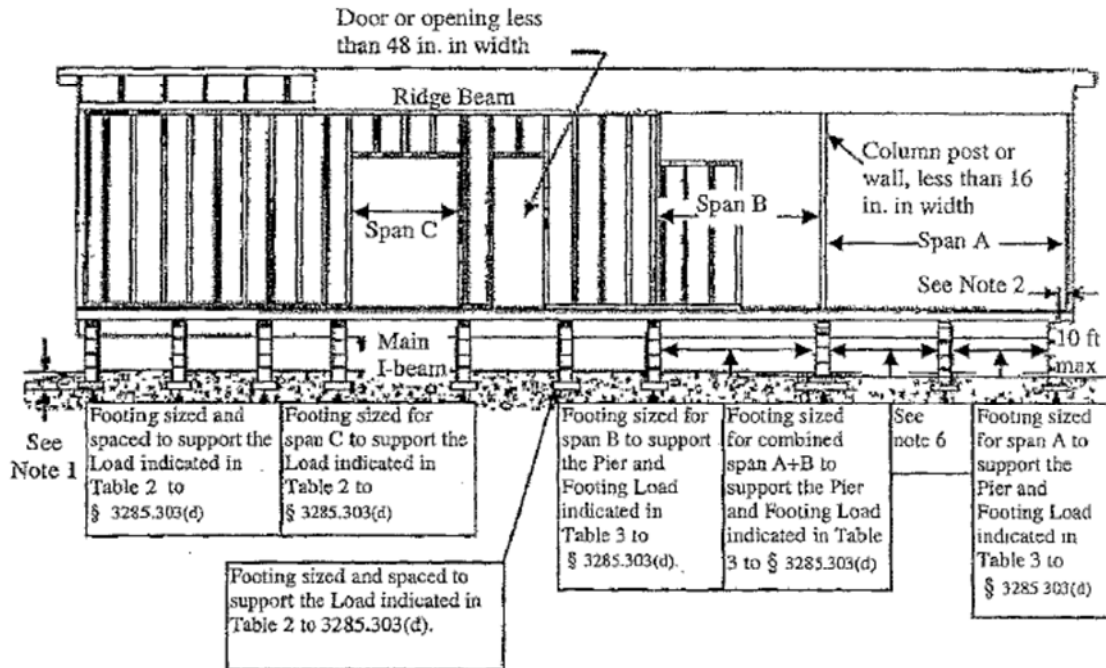 Door or opening less
than 48 in. in width
Ridge Beam
Column post or
wall, less than 16
in. in width
Span C
Span B
Span A
See Note 2
Main
I-beam
10 ft
max
See
Note 1
Footing sized and
spaced to support the
Load indicated in
Table 2 to
§ 3285.303(d)
Footing sized for
span C to support the
Load indicated in
Table 2 to
§ 3285.303(d)
Footing sized for
span B to support
the Pier and
Footing Load
indicated in
Table 3 to
§ 3285.303(d).
Footing sized
for combined
span A+B to
support the Pier
and Footing Load
indicated in Table
3 to § 3285.303(d)
See
note 6
Footing sized
for span A to
support the
Pier and
Footing Load
indicated in
Table 3 to
§ 3285 303(d)
Footing sized and spaced to
support the Load indicated in
Table 2 to 3285.303(d).